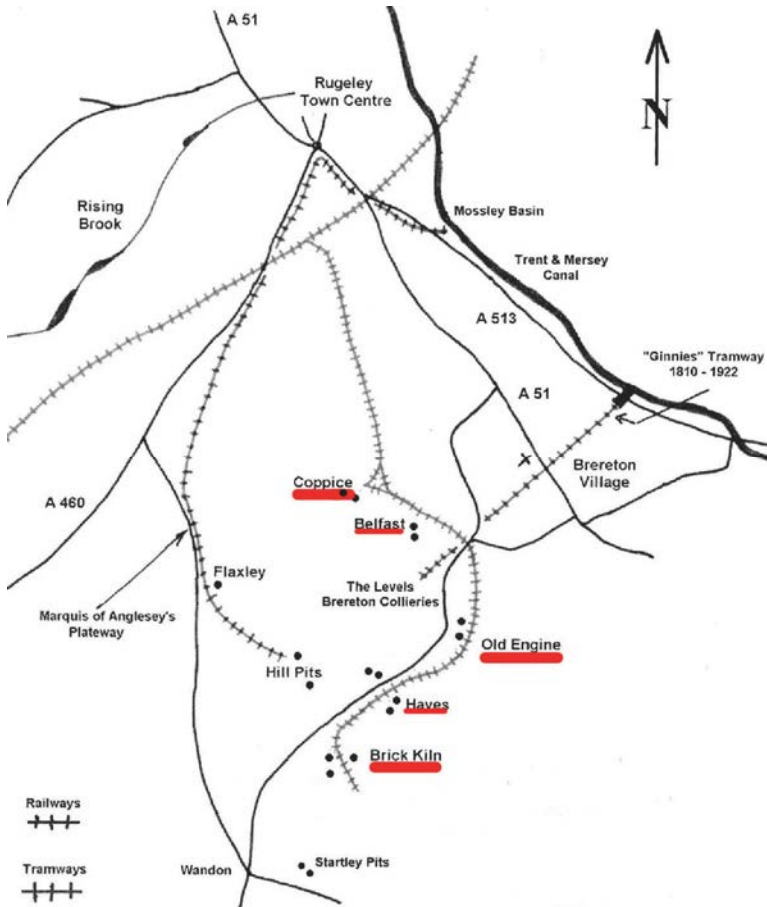 A 51
Rugeley
Town Centre
N
Rising
Brook
Mossley Basin
Trent & Mersey
Canal
A 513
"Ginnies" Tramway
1810 - 1922
A 51
Brereton
Village
Coppice
Belfast
A 460
Flaxley
The Levels
Brereton Collieries
Marquis of Anglesey's
Plateway
Old Engine
Hill Pits
Hayes
Brick Kiln
Railways
Tramways
Wandon
Startley Pits